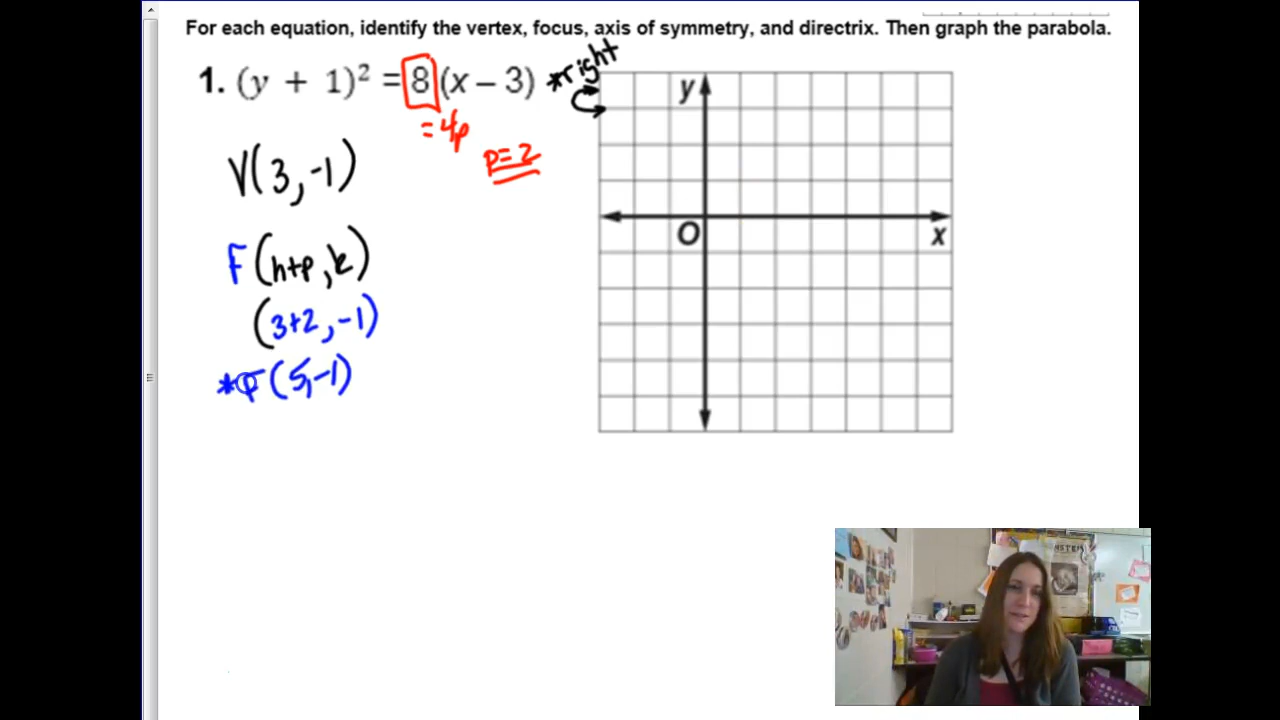 For each equation, identify the vertex, focus, axis of symmetry, and directrix. Then graph the parabola.
1. (y + 1)² = 8(x – 3) *right
= 4p
p = 2
V(3, -1)
F(h+p, k)
(3+2, -1)
*F(5, -1)
y
O
x